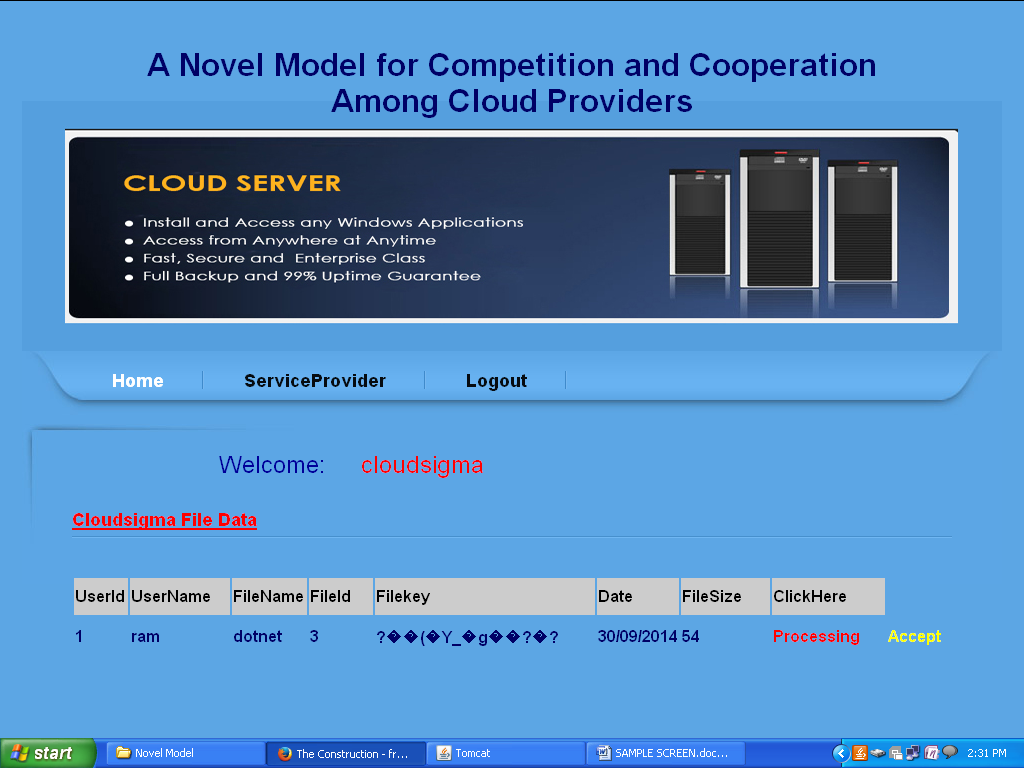 A Novel Model for Competition and Cooperation
Among Cloud Providers
CLOUD SERVER
• Install and Access any Windows Applications
• Access from Anywhere at Anytime
• Fast, Secure and Enterprise Class
• Full Backup and 99% Uptime Guarantee
Home ServiceProvider Logout
Welcome: cloudsigma
Cloudsigma File Data
UserId UserName FileName FileId Filekey Date FileSize ClickHere
1 ram dotnet 3 ?��(�Y_�g��?�? 30/09/2014 54 Processing Accept
start Novel Model The Construction - fr... Tomcat SAMPLE SCREEN.doc... 2:31 PM